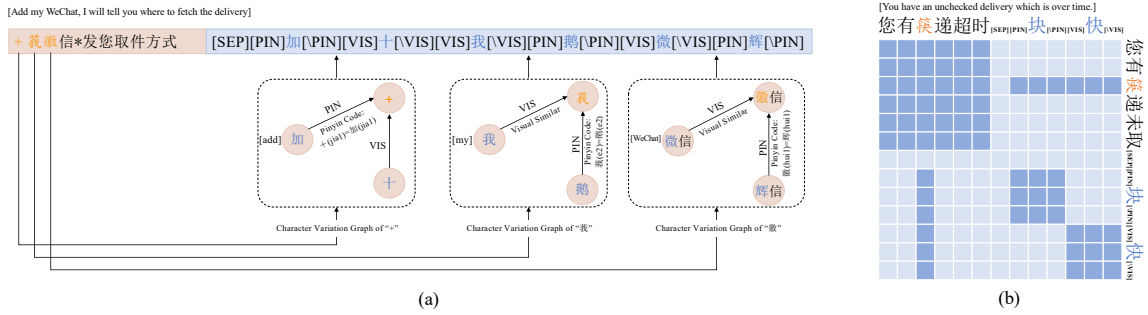 [Add my WeChat, I will tell you where to fetch the delivery]
+莪徽信*发您取件方式
[SEP][PIN]加[\PIN][VIS]十[\VIS][VIS]我[\VIS][PIN]鹅[\PIN][VIS]微[\VIS][PIN]辉[\PIN]
PIN
Pinyin Code:
+(jia1)=加(jia1)
[add]
加
+
VIS
十
Character Variation Graph of “+”
VIS
Visual Similar
[my]
我
莪
PIN
Pinyin Code:
莪(e2)=鹅(e2)
鹅
Character Variation Graph of “莪”
VIS
Visual Similar
[WeChat]
微信
徽信
PIN
Pinyin Code:
徽(hui1)=辉(hui1)
辉信
Character Variation Graph of “徽”
(a)
[You have an unchecked delivery which is over time.]
您有筷递超时[SEP][PIN]块[\PIN][VIS]快[\VIS]
您有筷递未取[SEP][PIN]块[\PIN][VIS]快[\VIS]
(b)